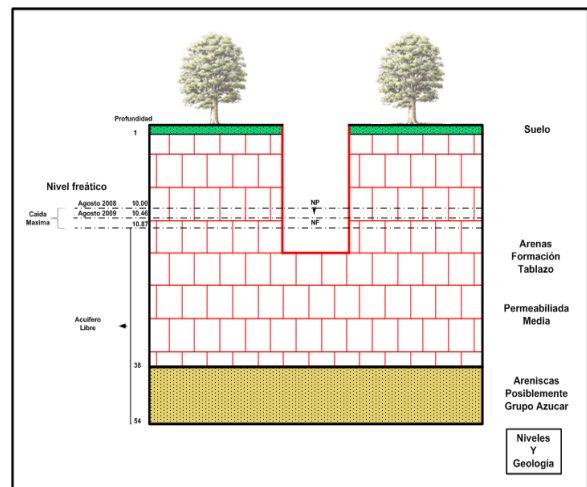 Profundidad
1
Suelo
Nivel freático
Agosto 2008 10.00
NP
Caida
Maxima
Agosto 2009 10.46
NF
10.87
Arenas
Formación
Tablazo
Permeabiliada
Media
Acuifero
Libre
38
Areniscas
Posiblemente
Grupo Azucar
54
Niveles
Y
Geologia